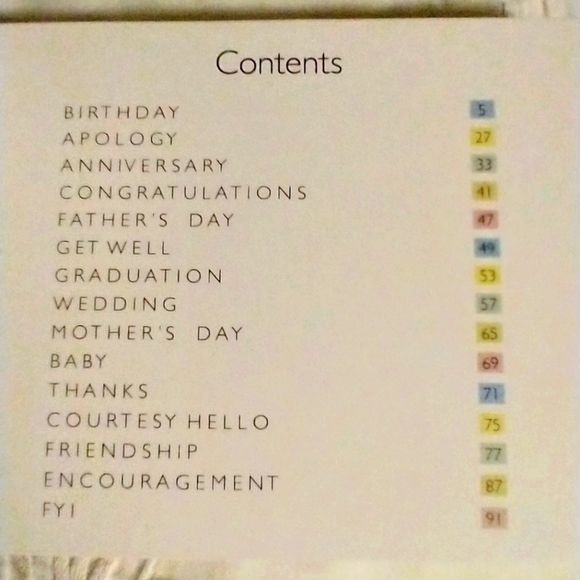 Contents
BIRTHDAY 5
APOLOGY 27
ANNIVERSARY 33
CONGRATULATIONS 41
FATHER'S DAY 47
GET WELL 49
GRADUATION 53
WEDDING 57
MOTHER'S DAY 65
BABY 69
THANKS 71
COURTESY HELLO 75
FRIENDSHIP 77
ENCOURAGEMENT 87
FYI 91